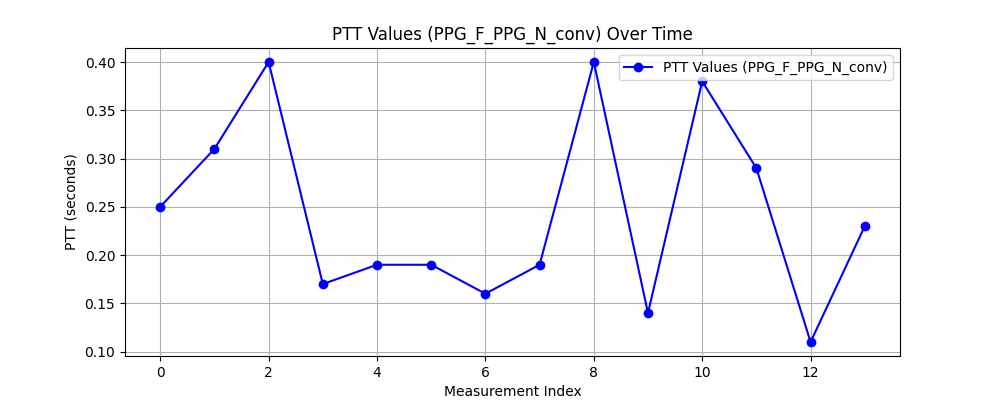 PTT Values (PPG_F_PPG_N_conv) Over Time
PTT Values (PPG_F_PPG_N_conv)
0.40
0.35
0.30
0.25
0.20
0.15
0.10
PTT (seconds)
0 2 4 6 8 10 12
Measurement Index